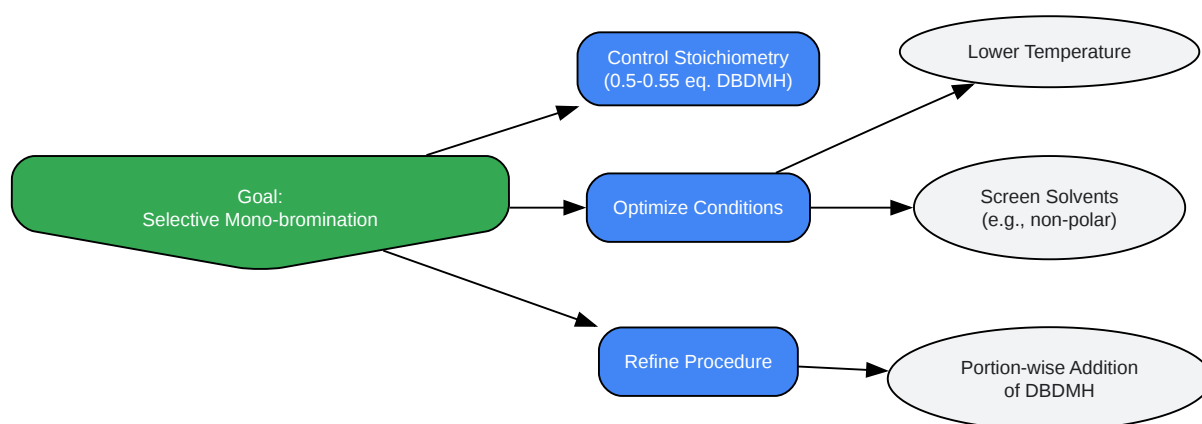 Control Stoichiometry
(0.5-0.55 eq. DBDMH)
Lower Temperature
Goal:
Selective Mono-bromination
Optimize Conditions
Screen Solvents
(e.g., non-polar)
Refine Procedure
Portion-wise Addition
of DBDMH